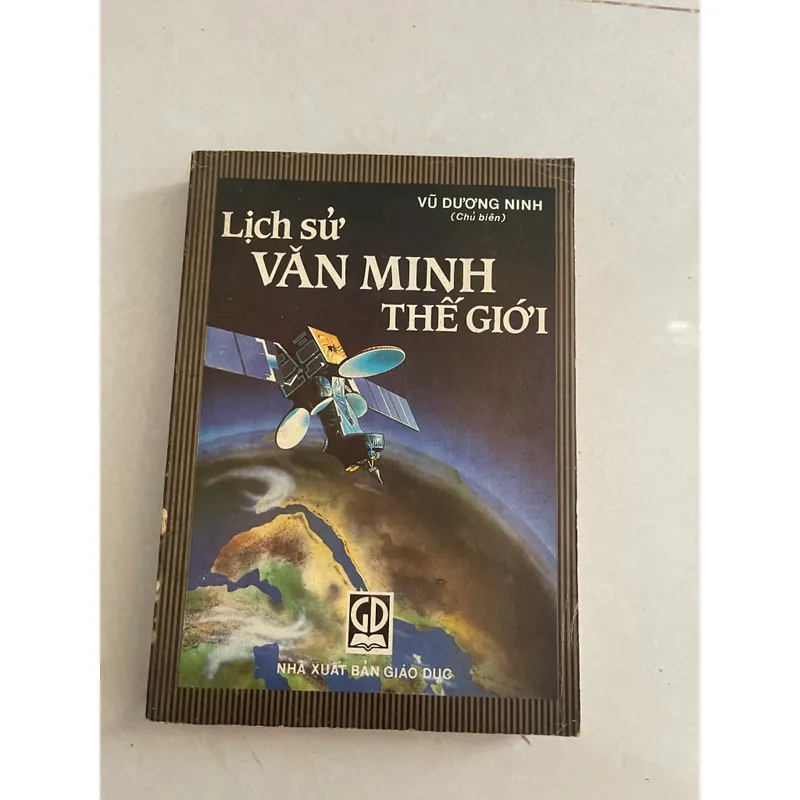 VŨ DƯƠNG NINH
(Chủ biên)
Lịch sử
VĂN MINH
THẾ GIỚI
GD
NHÀ XUẤT BẢN GIÁO DỤC